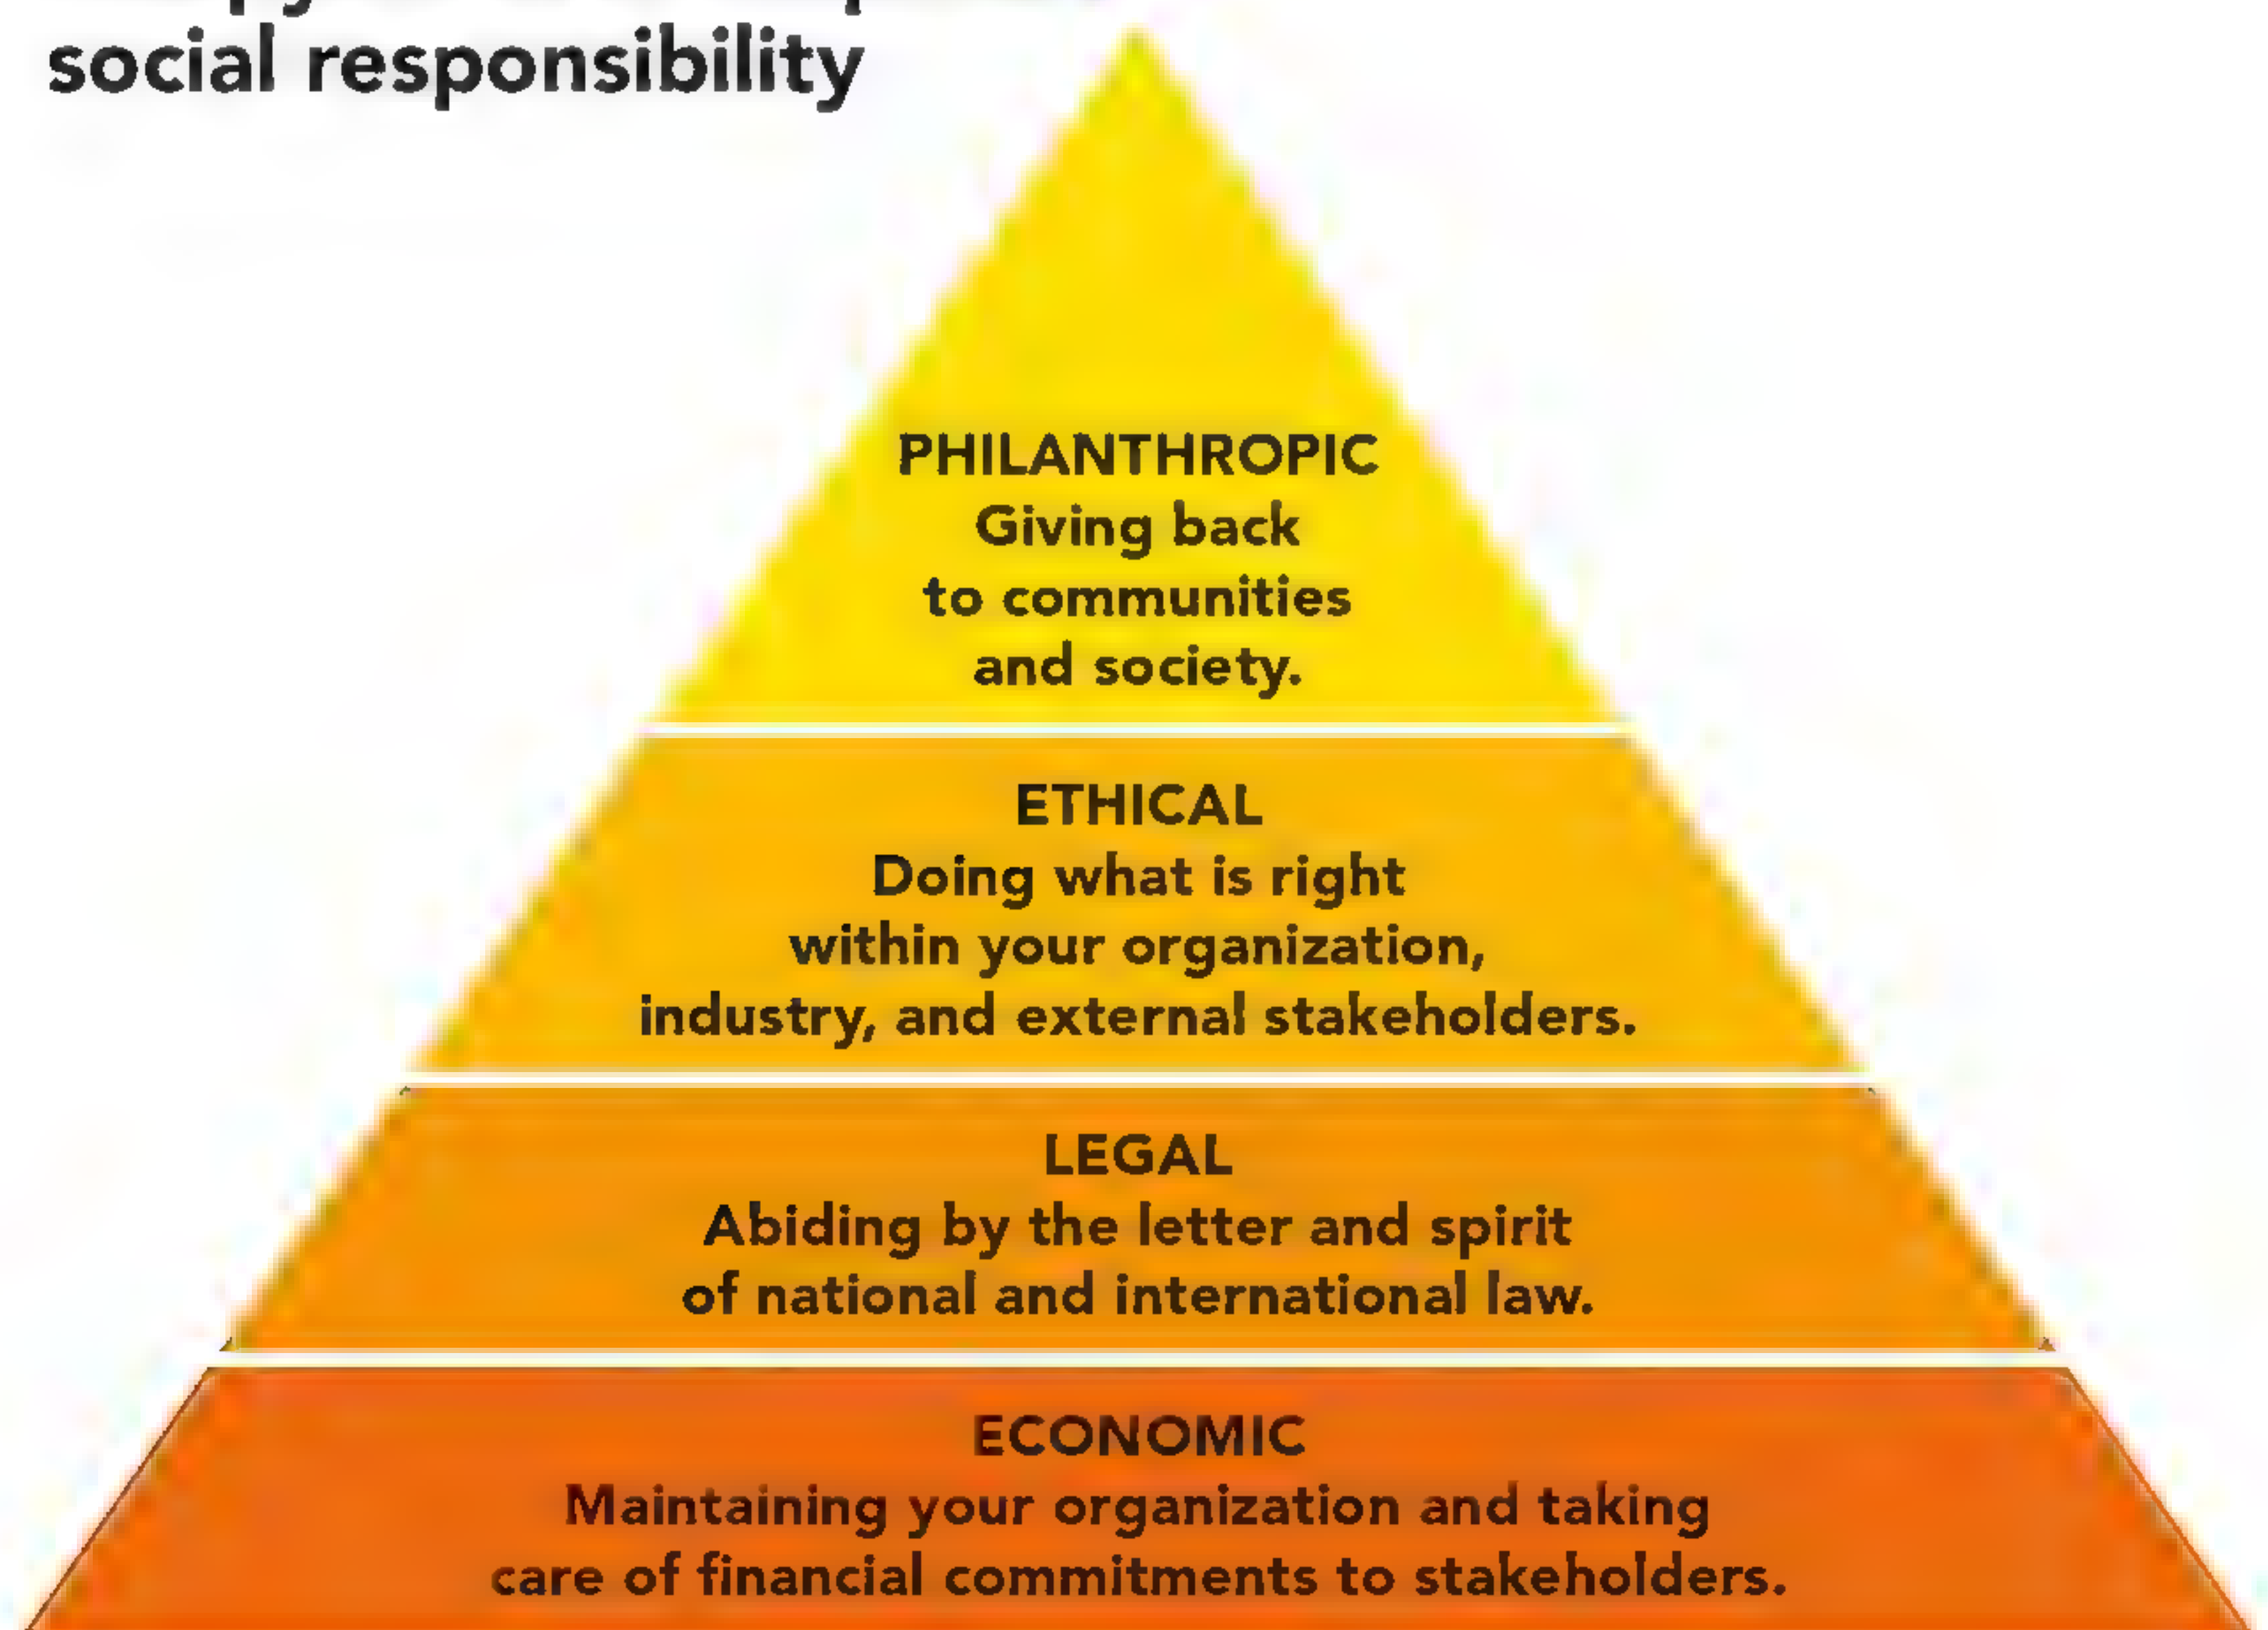 social responsibility
PHILANTHROPIC
Giving back
to communities
and society.
ETHICAL
Doing what is right
within your organization,
industry, and external stakeholders.
LEGAL
Abiding by the letter and spirit
of national and international law.
ECONOMIC
Maintaining your organization and taking
care of financial commitments to stakeholders.